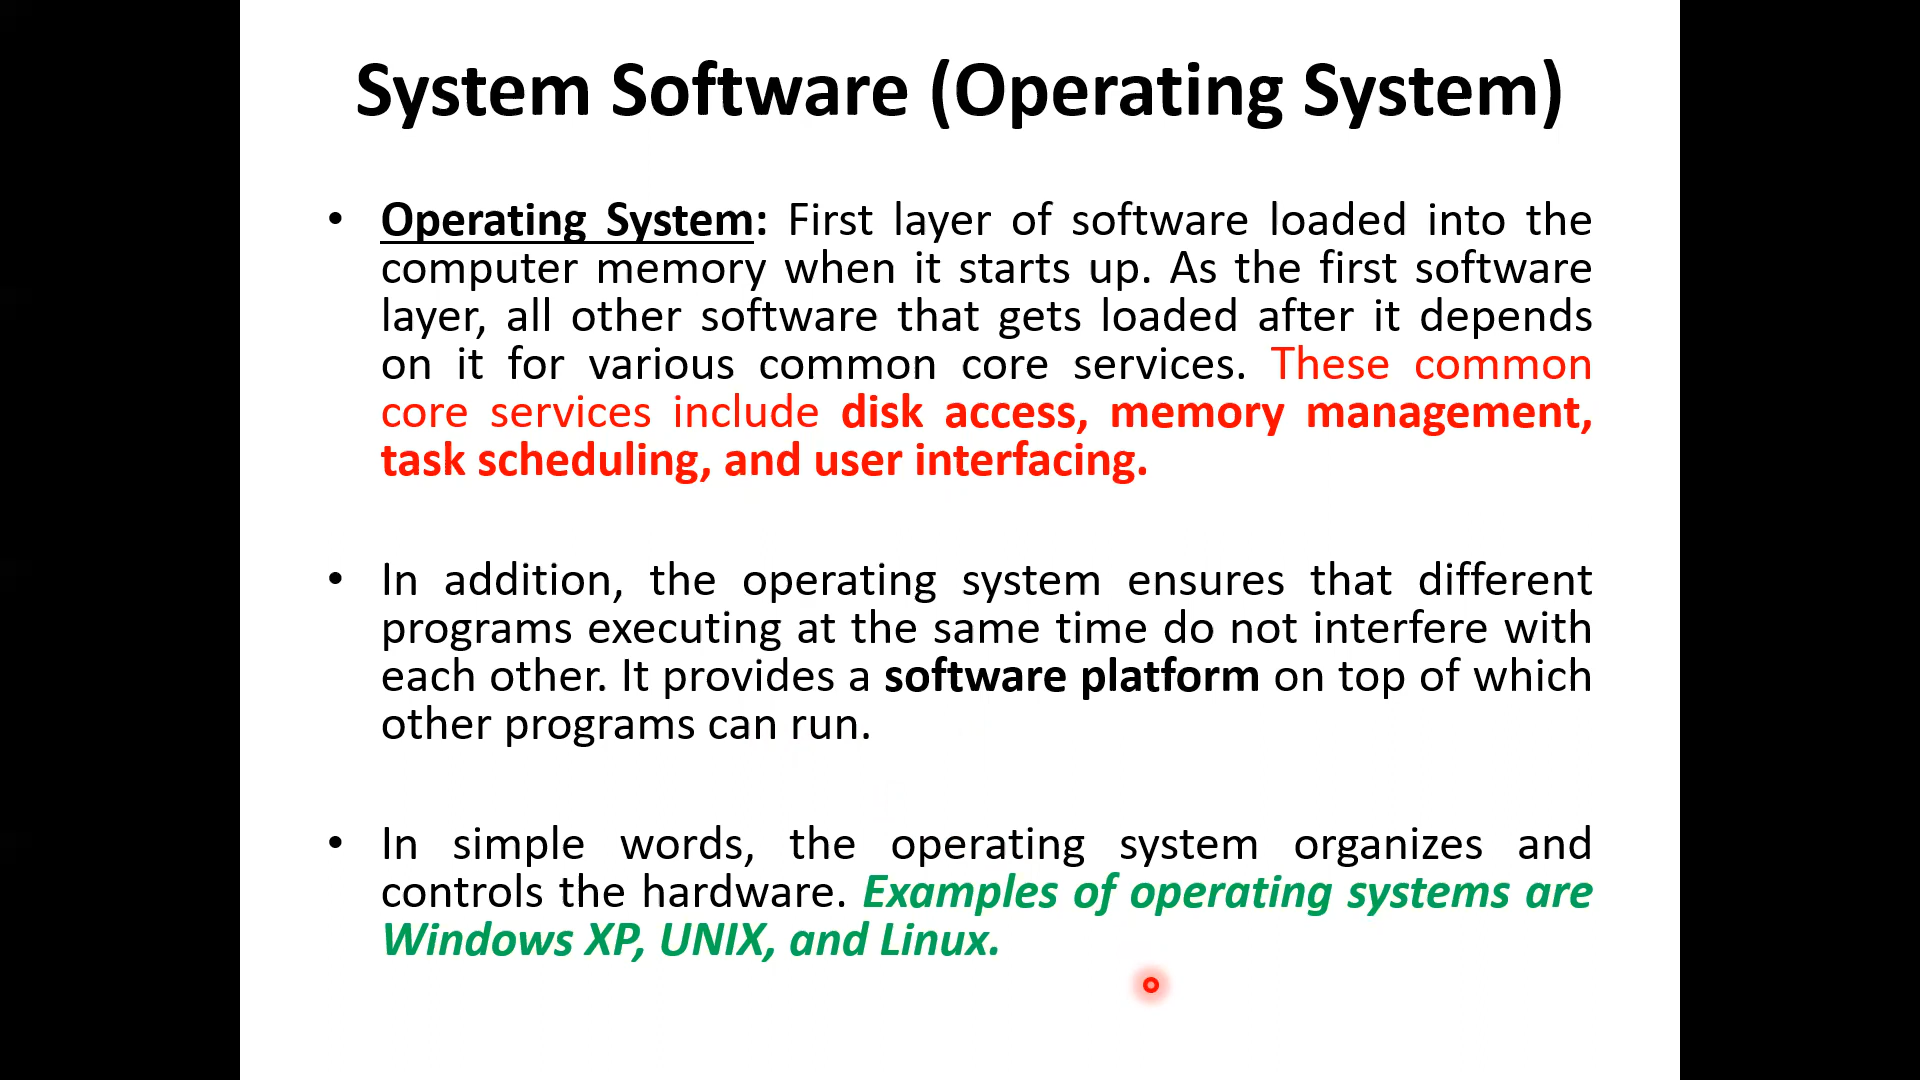 System Software (Operating System)
• Operating System: First layer of software loaded into the
computer memory when it starts up. As the first software
layer, all other software that gets loaded after it depends
on it for various common core services. These common
core services include disk access, memory management,
task scheduling, and user interfacing.
• In addition, the operating system ensures that different
programs executing at the same time do not interfere with
each other. It provides a software platform on top of which
other programs can run.
• In simple words, the operating system organizes and
controls the hardware. Examples of operating systems are
Windows XP, UNIX, and Linux.